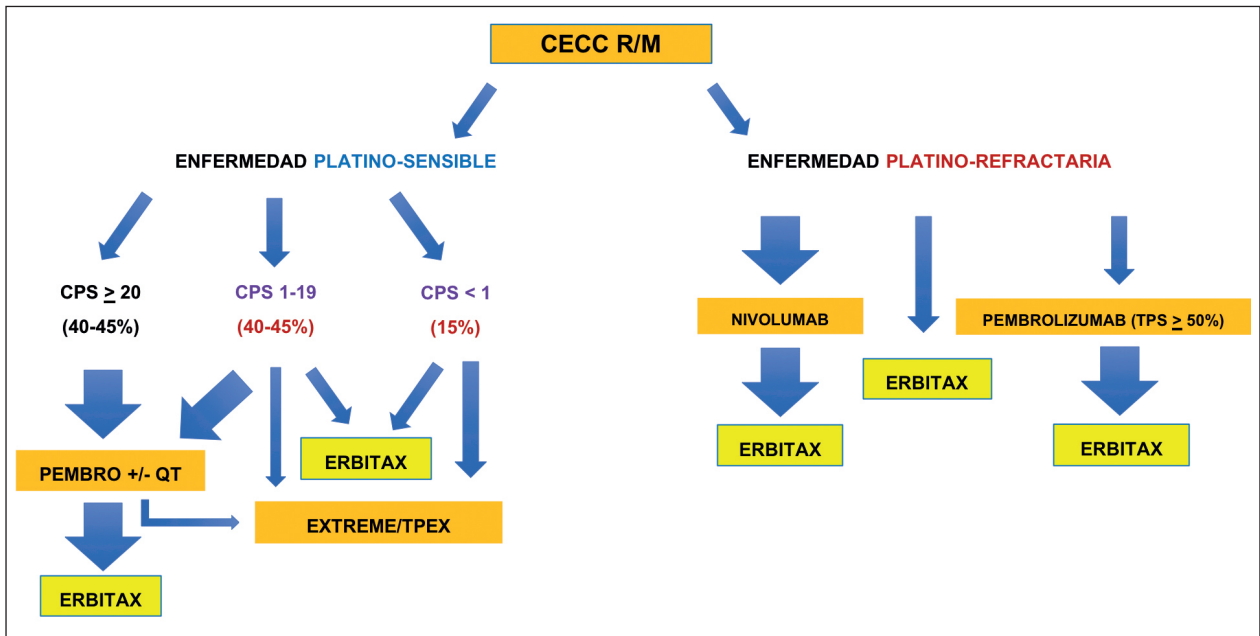 CECC R/M
ENFERMEDAD PLATINO-SENSIBLE
ENFERMEDAD PLATINO-REFRACTARIA
CPS ≥ 20
(40-45%)
CPS 1-19
(40-45%)
CPS < 1
(15%)
NIVOLUMAB
PEMBROLIZUMAB (TPS ≥ 50%)
ERBITAX
ERBITAX
ERBITAX
ERBITAX
PEMBRO +/- QT
EXTREME/TPEX
ERBITAX